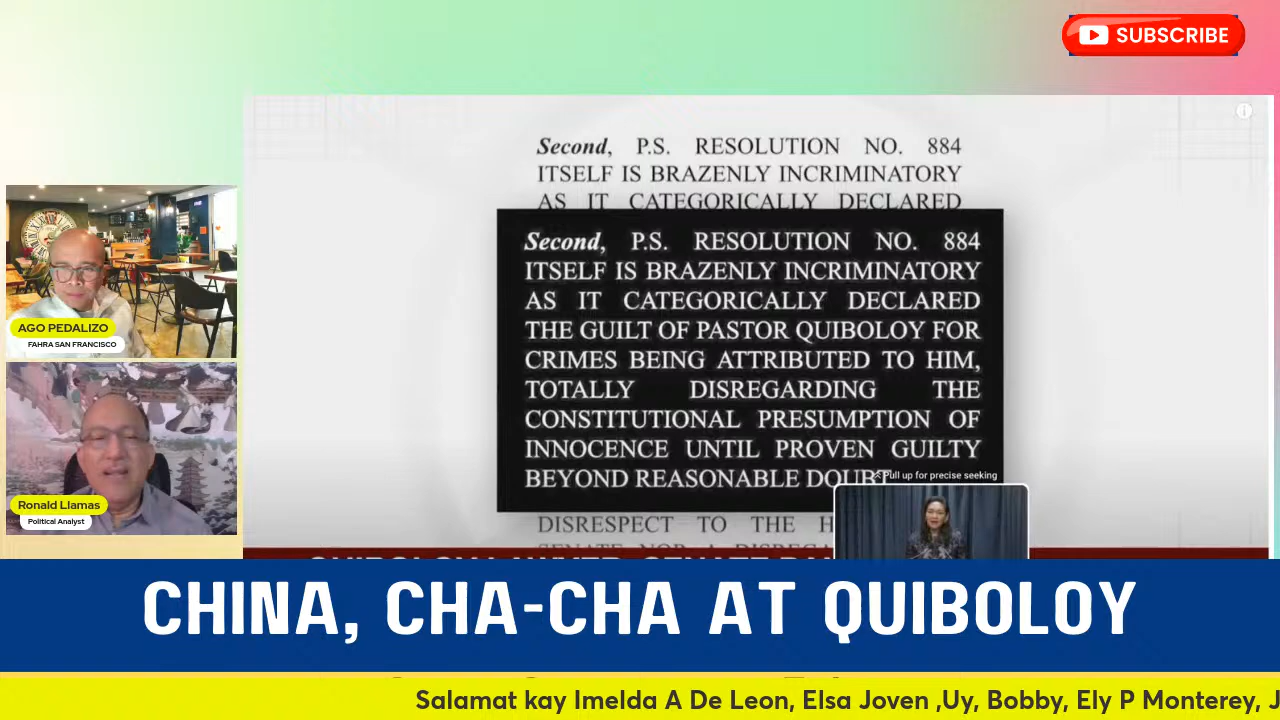 SUBSCRIBE
Second, P.S. RESOLUTION NO. 884
ITSELF IS BRAZENLY INCRIMINATORY
AS IT CATEGORICALLY DECLARED
Second, P.S. RESOLUTION NO. 884
ITSELF IS BRAZENLY INCRIMINATORY
AS IT CATEGORICALLY DECLARED
THE GUILT OF PASTOR QUIBOLOY FOR
CRIMES BEING ATTRIBUTED TO HIM,
TOTALLY DISREGARDING THE
CONSTITUTIONAL PRESUMPTION OF
INNOCENCE UNTIL PROVEN GUILTY
BEYOND REASONABLE DOUBT
Pull up for precise seeking
DISRESPECT TO THE
AGO PEDALIZO
FAHRA SAN FRANCISCO
Ronald Llamas
Political Analyst
CHINA, CHA-CHA AT QUIBOLOY
Salamat kay Imelda A De Leon, Elsa Joven ,Uy, Bobby, Ely P Monterey, J